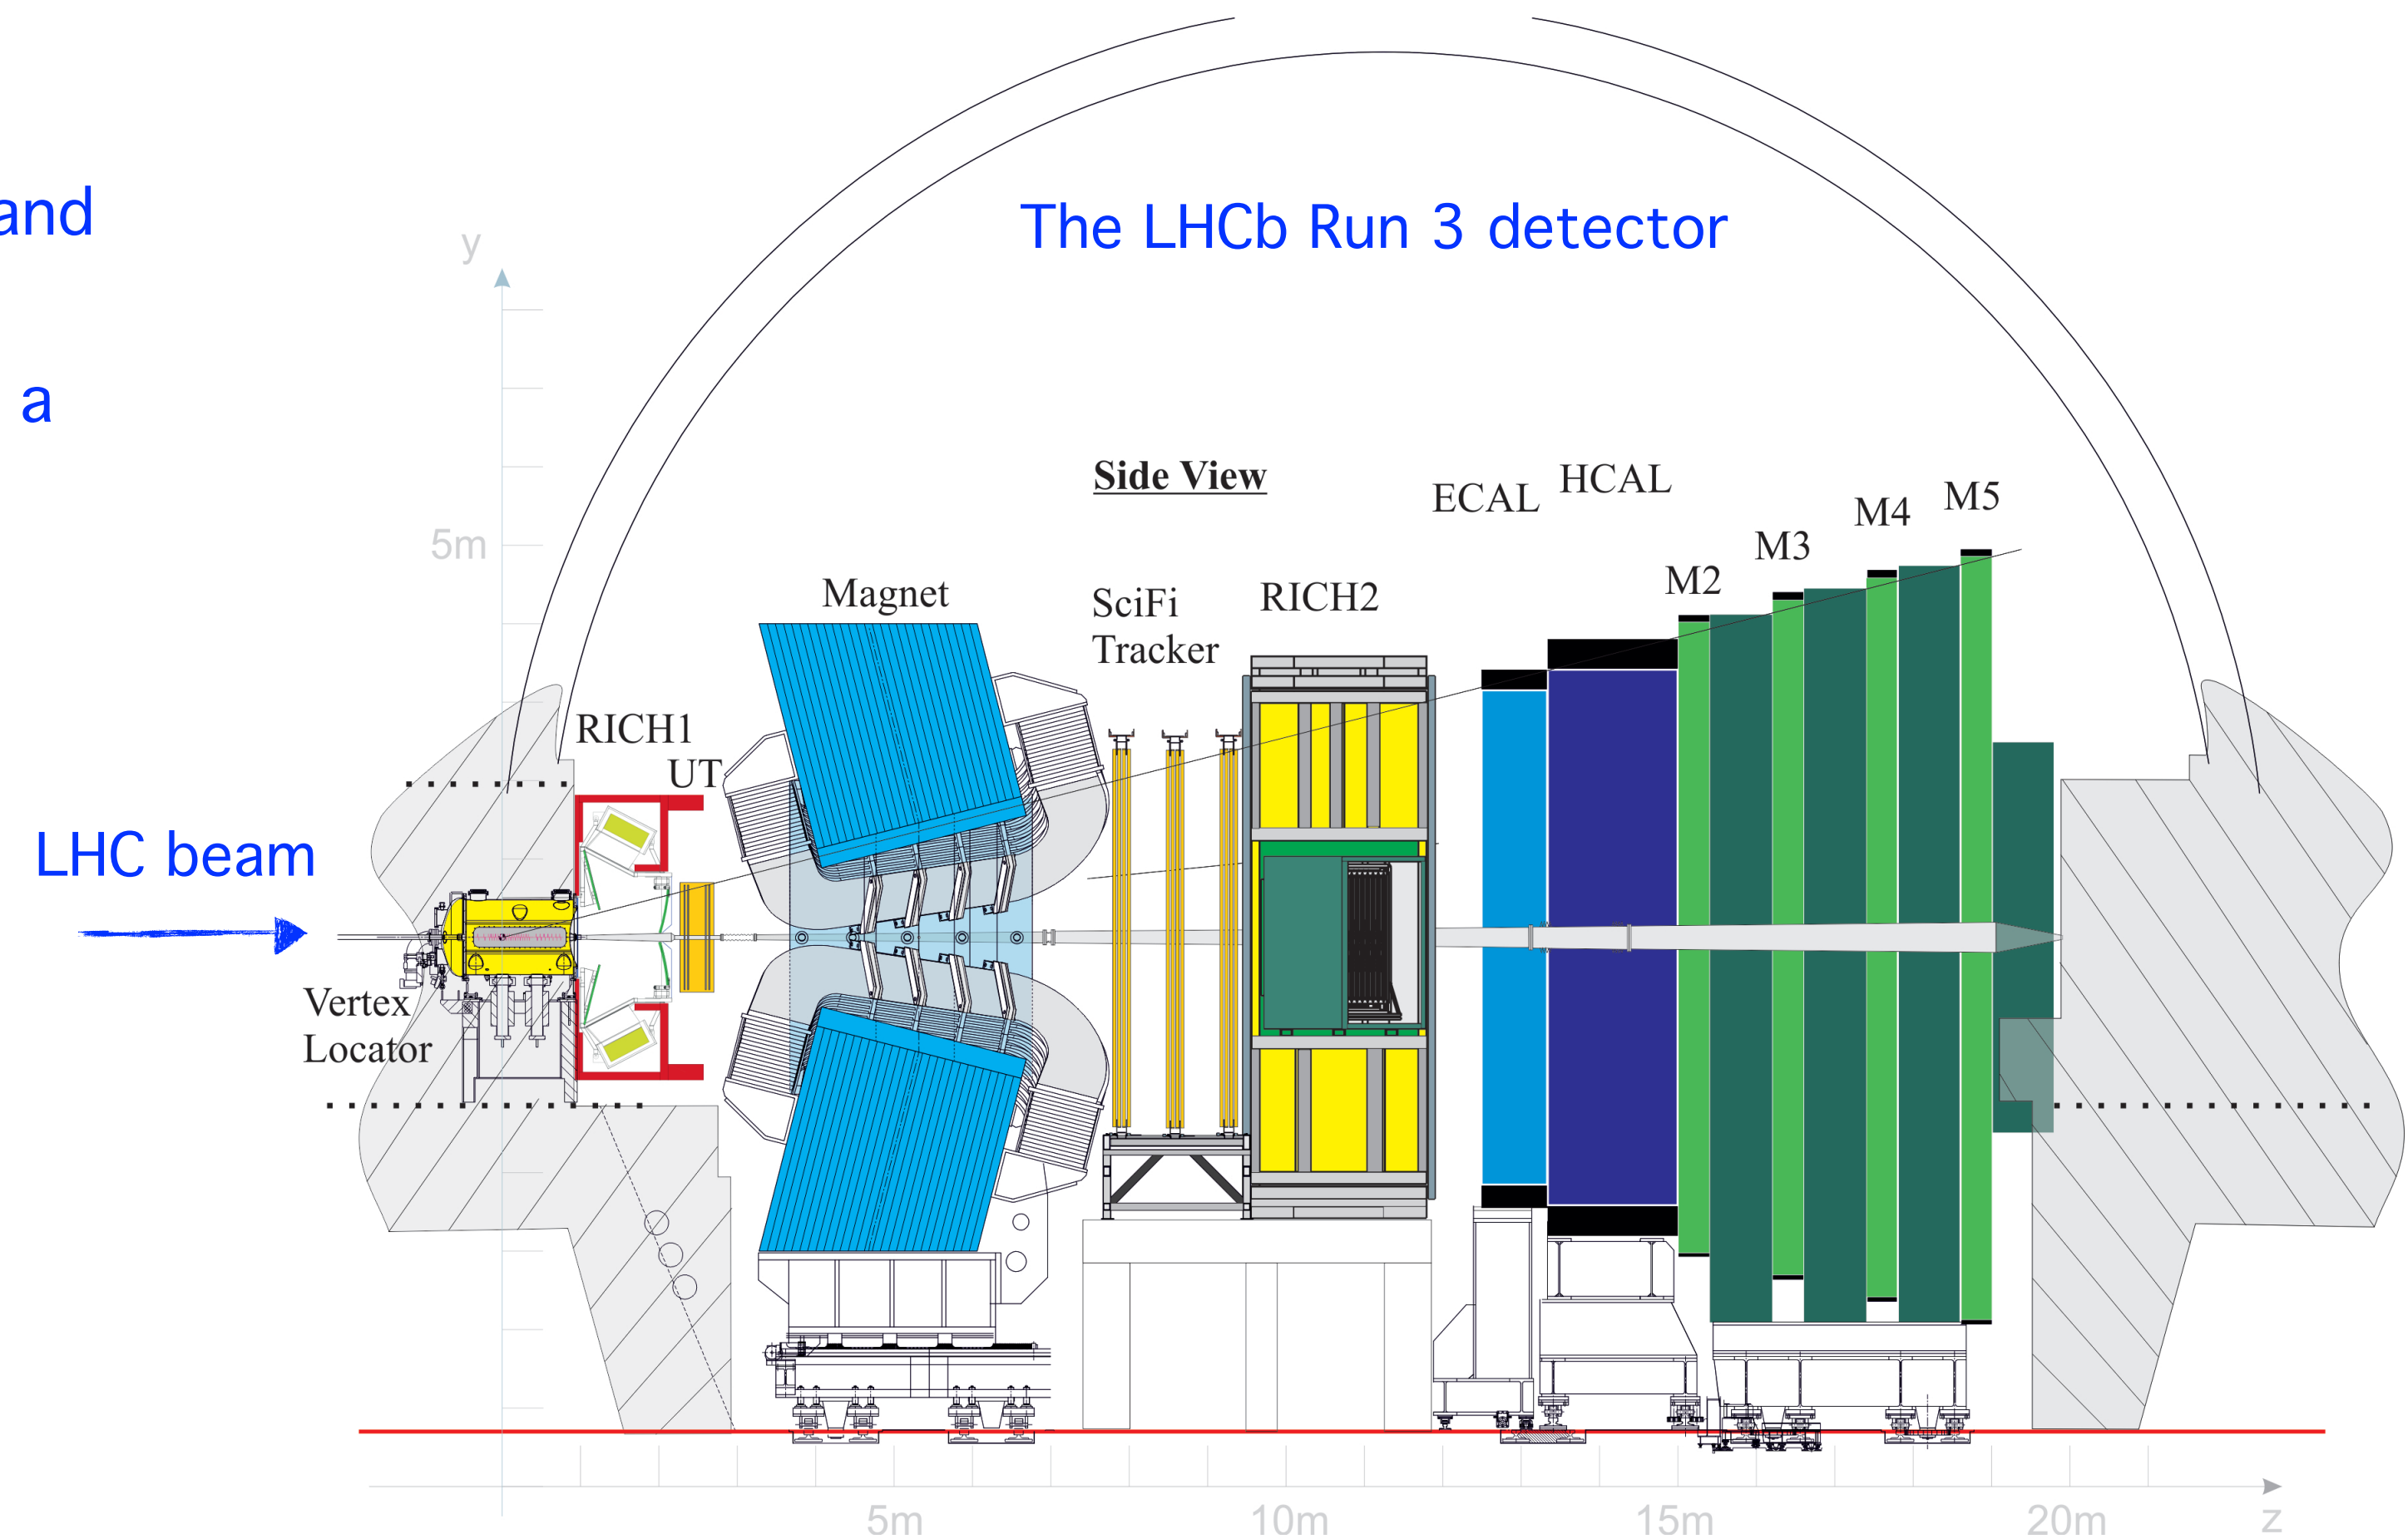 and
The LHCb Run 3 detector
y
a
Side View
HCAL
ECAL
M5
M4
5m
M3
M2
Magnet
SciFi
Tracker
RICH2
RICH1
UT
LHC beam
Vertex
Locator
5m
10m
15m
20m
z